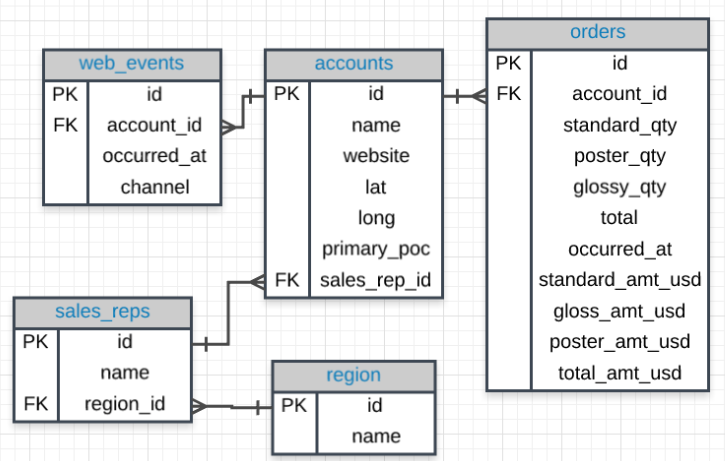 web_events
PK id
FK account_id
occurred_at
channel
accounts
PK id
name
website
lat
long
primary_poc
FK sales_rep_id
orders
PK id
FK account_id
standard_qty
poster_qty
glossy_qty
total
occurred_at
standard_amt_usd
gloss_amt_usd
poster_amt_usd
total_amt_usd
sales_reps
PK id
name
FK region_id
region
PK id
name